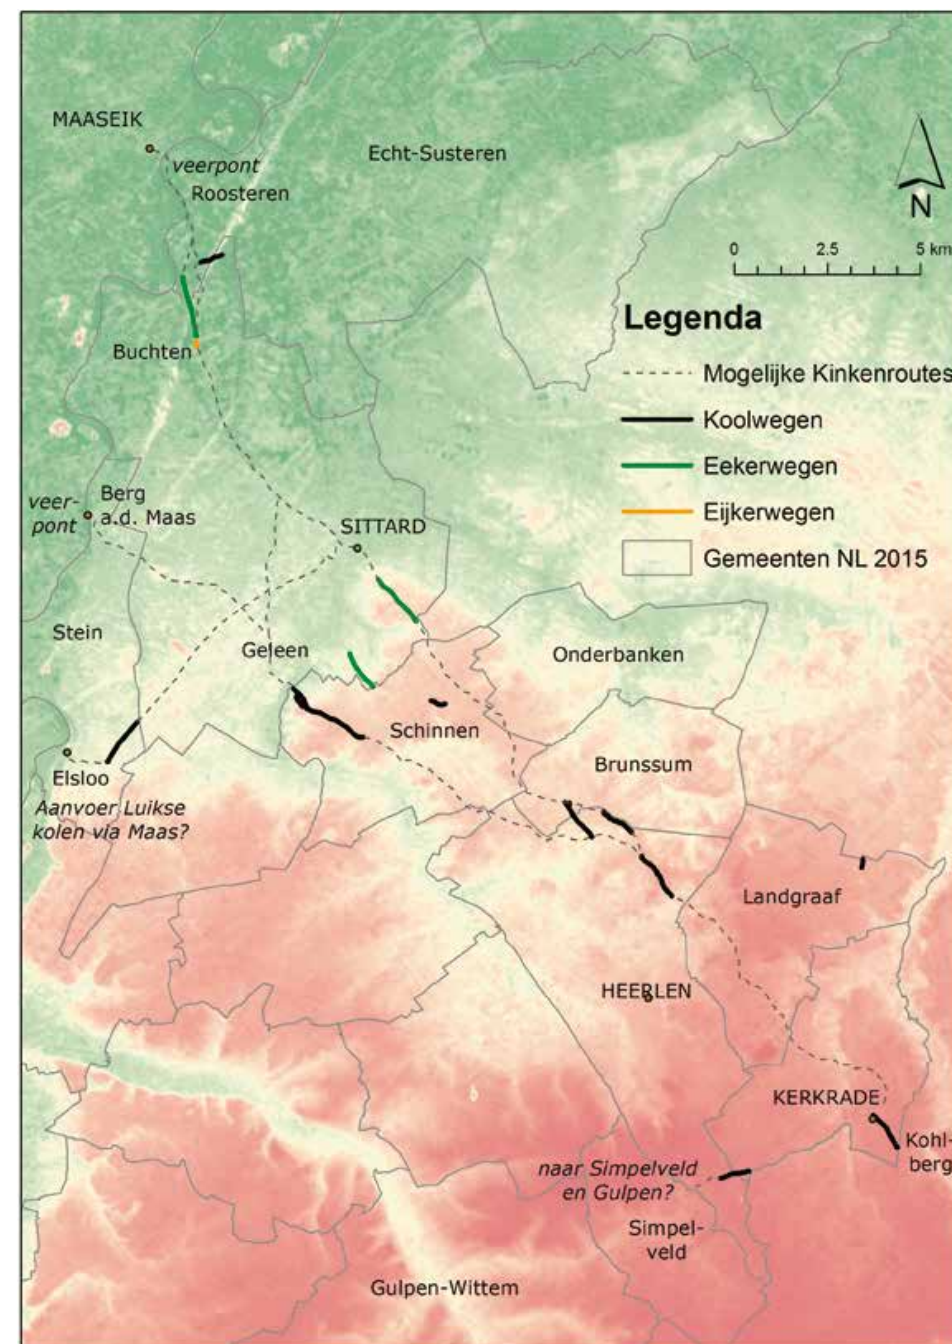 MAASEIK
veerpont
Roosteren
Echt-Susteren
N
0 2.5 5 km
Legenda
Mogelijke Kinkenroutes
Koolwegen
Eekerwegen
Eijkerwegen
Gemeenten NL 2015
Buchten
veer-
pont
Berg
a.d. Maas
SITTARD
Stein
Geleen
Onderbanken
Schinnen
Brunssum
Elsloo
Aanvoer Luikse
kolen via Maas?
Landgraaf
HEERLEN
KERKRADE
Kohl-
berg
naar Simpelveld
en Gulpen?
Simpel-
veld
Gulpen-Wittem